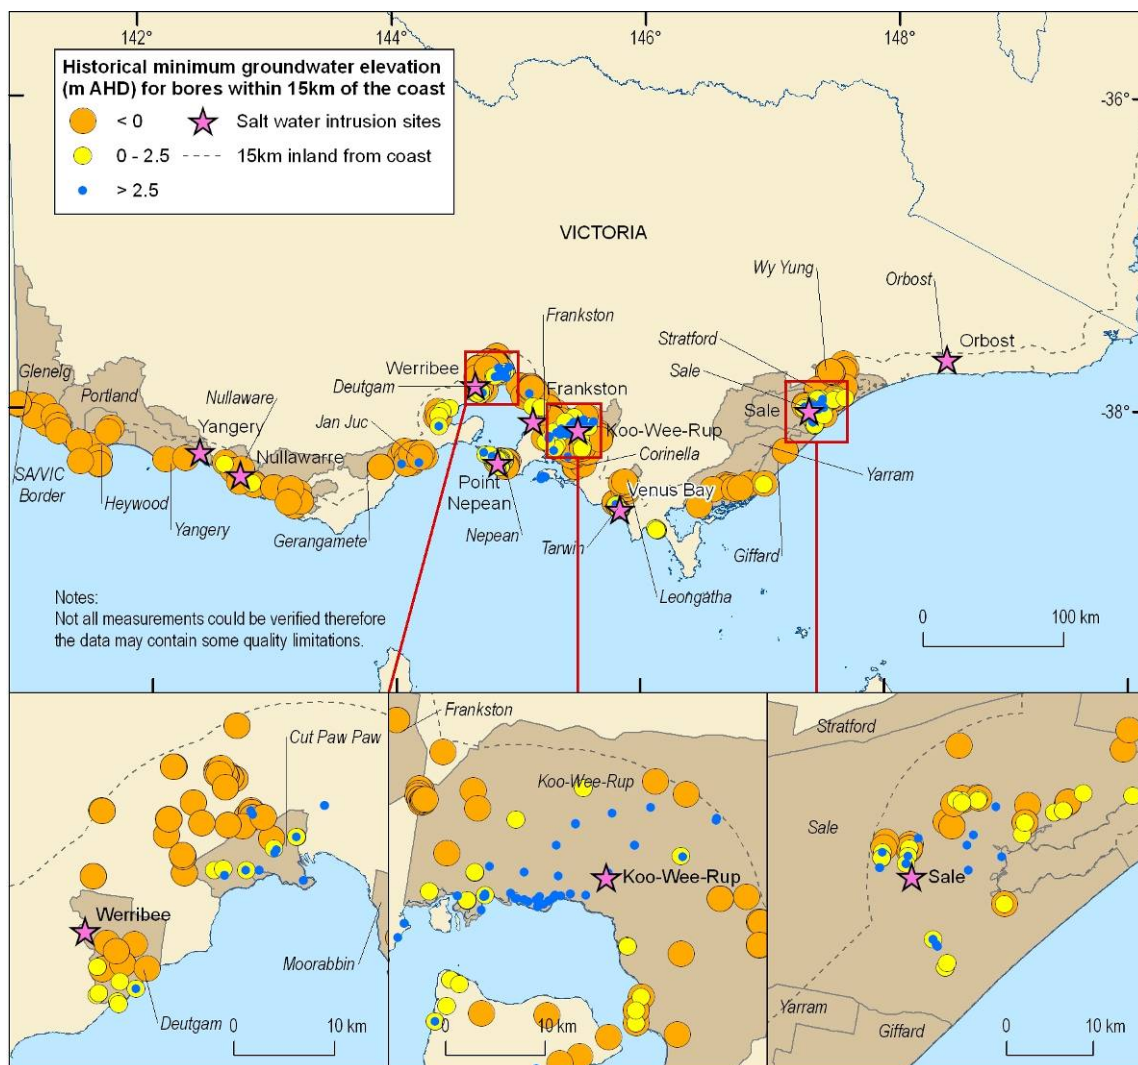 142
144
146
148
Historical minimum groundwater elevation
(m AHD) for bores within 15km of the coast
< 0
Salt water intrusion sites
0 - 2.5
15km inland from coast
> 2.5
-36
VICTORIA
Wy Yung
Orbost
Frankston
Stratford
Orbost
Werribee
Sale
Glenelg
Deutgam
Portland
Nullaware
Frankston
-38
Yangery
Jan Juc
Sale
Koo-Wee-Rup
Nullawarre
Corinella
SA/VIC
Border
Point
Nepean
Yarram
Heywood
Venus Bay
Yangery
Gerangamete
Nepean
Tarwin
Giffard
Leongatha
Notes:
Not all measurements could be verified therefore
the data may contain some quality limitations.
0 100 km
Cut Paw Paw
Werribee
Moorabbin
Deutgam
0 10 km
Frankston
Koo-Wee-Rup
Koo-Wee-Rup
0 10 km
Stratford
Sale
Sale
Yarram
Giffard
0 10 km